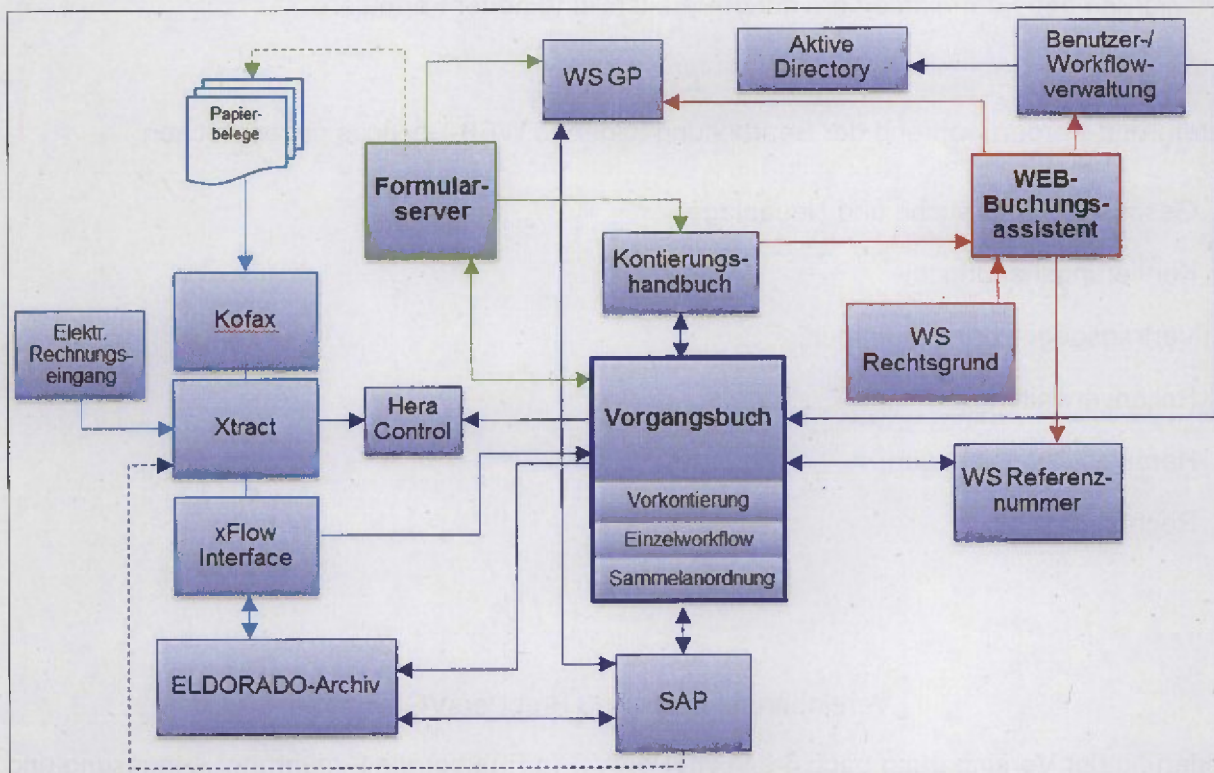 WS GP
Aktive
Directory
Benutzer-/
Workflow-
verwaltung
Papier-
belege
Formular-
server
WEB-
Buchungs-
assistent
Kontierungs-
handbuch
Kofax
Elektr.
Rechnungs-
eingang
WS
Rechtsgrund
Xtract
Hera
Control
Vorgangsbuch
WS Referenz-
nummer
Vorkontierung
xFlow
Interface
Einzelworkflow
Sammelanordnung
ELDORADO-Archiv
SAP